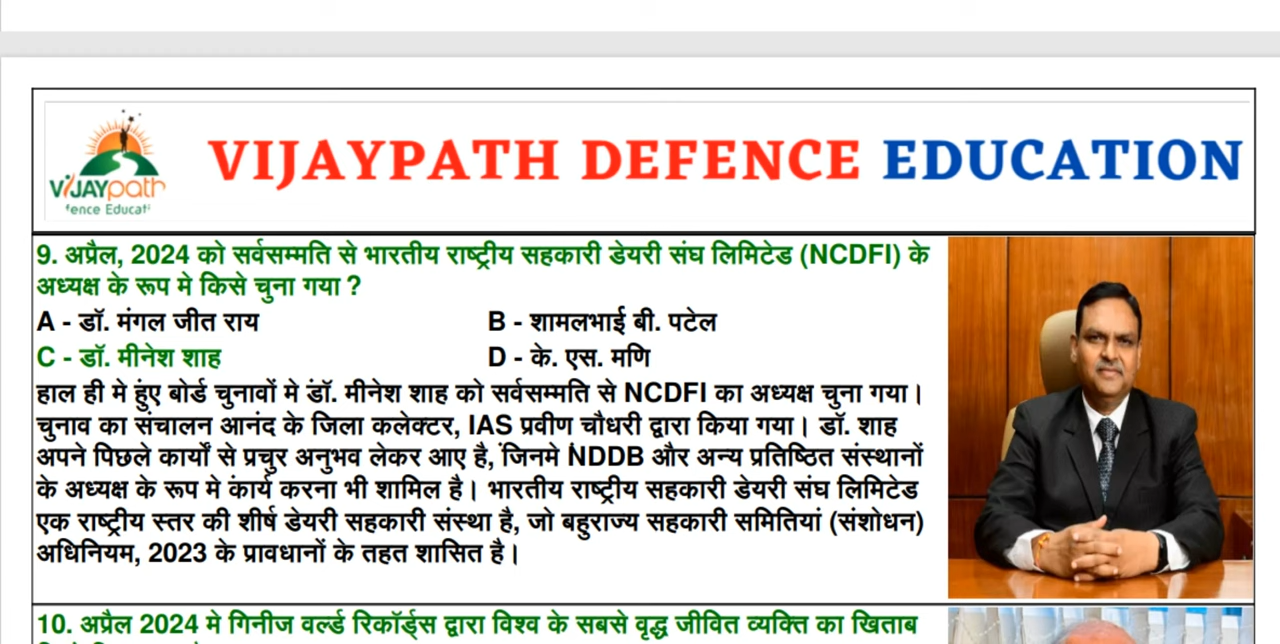 VIJAYpath
fence Educati
VIJAYPATH DEFENCE EDUCATION
9. अप्रैल, 2024 को सर्वसम्मति से भारतीय राष्ट्रीय सहकारी डेयरी संघ लिमिटेड (NCDFI) के
अध्यक्ष के रूप मे किसे चुना गया ?
A - डॉ. मंगल जीत राय
B - शामलभाई बी. पटेल
C - डॉ. मीनेश शाह
D - के. एस. मणि
हाल ही मे हुंए बोर्ड चुनावों मे डॉ. मीनेश शाह को सर्वसम्मति से NCDFI का अध्यक्ष चुना गया।
चुनाव का संचालन आनंद के जिला कलेक्टर, IAS प्रवीण चौधरी द्वारा किया गया। डॉ. शाह
अपने पिछले कार्यों से प्रचुर अनुभव लेकर आए है, जिनमे NDDB और अन्य प्रतिष्ठित संस्थानों
के अध्यक्ष के रूप मे कार्य करना भी शामिल है। भारतीय राष्ट्रीय सहकारी डेयरी संघ लिमिटेड
एक राष्ट्रीय स्तर की शीर्ष डेयरी सहकारी संस्था है, जो बहुराज्य सहकारी समितियां (संशोधन)
अधिनियम, 2023 के प्रावधानों के तहत शासित है।
10. अप्रैल 2024 मे गिनीज वर्ल्ड रिकॉर्ड्स द्वारा विश्व के सबसे वृद्ध जीवित व्यक्ति का खिताब